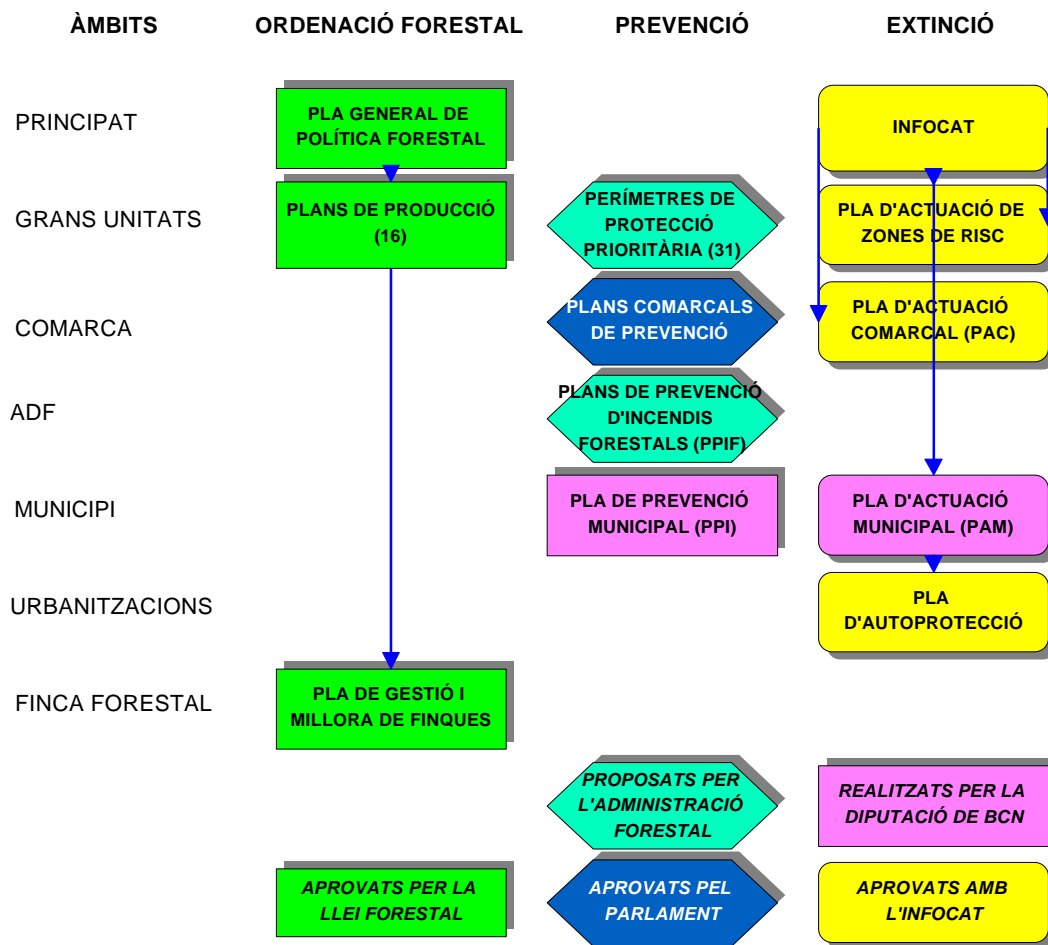 ÀMBITS
ORDENACIÓ FORESTAL
PREVENCIÓ
EXTINCIÓ
PRINCIPAT
PLA GENERAL DE
POLÍTICA FORESTAL
INFOCAT
GRANS UNITATS
PLANS DE PRODUCCIÓ
(16)
PERÍMETRES DE
PROTECCIÓ
PRIORITÀRIA (31)
PLA D'ACTUACIÓ DE
ZONES DE RISC
COMARCA
PLANS COMARCALS
DE PREVENCIÓ
PLA D'ACTUACIÓ
COMARCAL (PAC)
ADF
PLANS DE PREVENCIÓ
D'INCENDIS
FORESTALS (PPIF)
MUNICIPI
PLA DE PREVENCIÓ
MUNICIPAL (PPI)
PLA D'ACTUACIÓ
MUNICIPAL (PAM)
URBANITZACIONS
PLA
D'AUTOPROTECCIÓ
FINCA FORESTAL
PLA DE GESTIÓ I
MILLORA DE FINQUES
PROPOSATS PER
L'ADMINISTRACIÓ
FORESTAL
REALITZATS PER LA
DIPUTACIÓ DE BCN
APROVATS PER LA
LLEI FORESTAL
APROVATS PEL
PARLAMENT
APROVATS AMB
L'INFOCAT